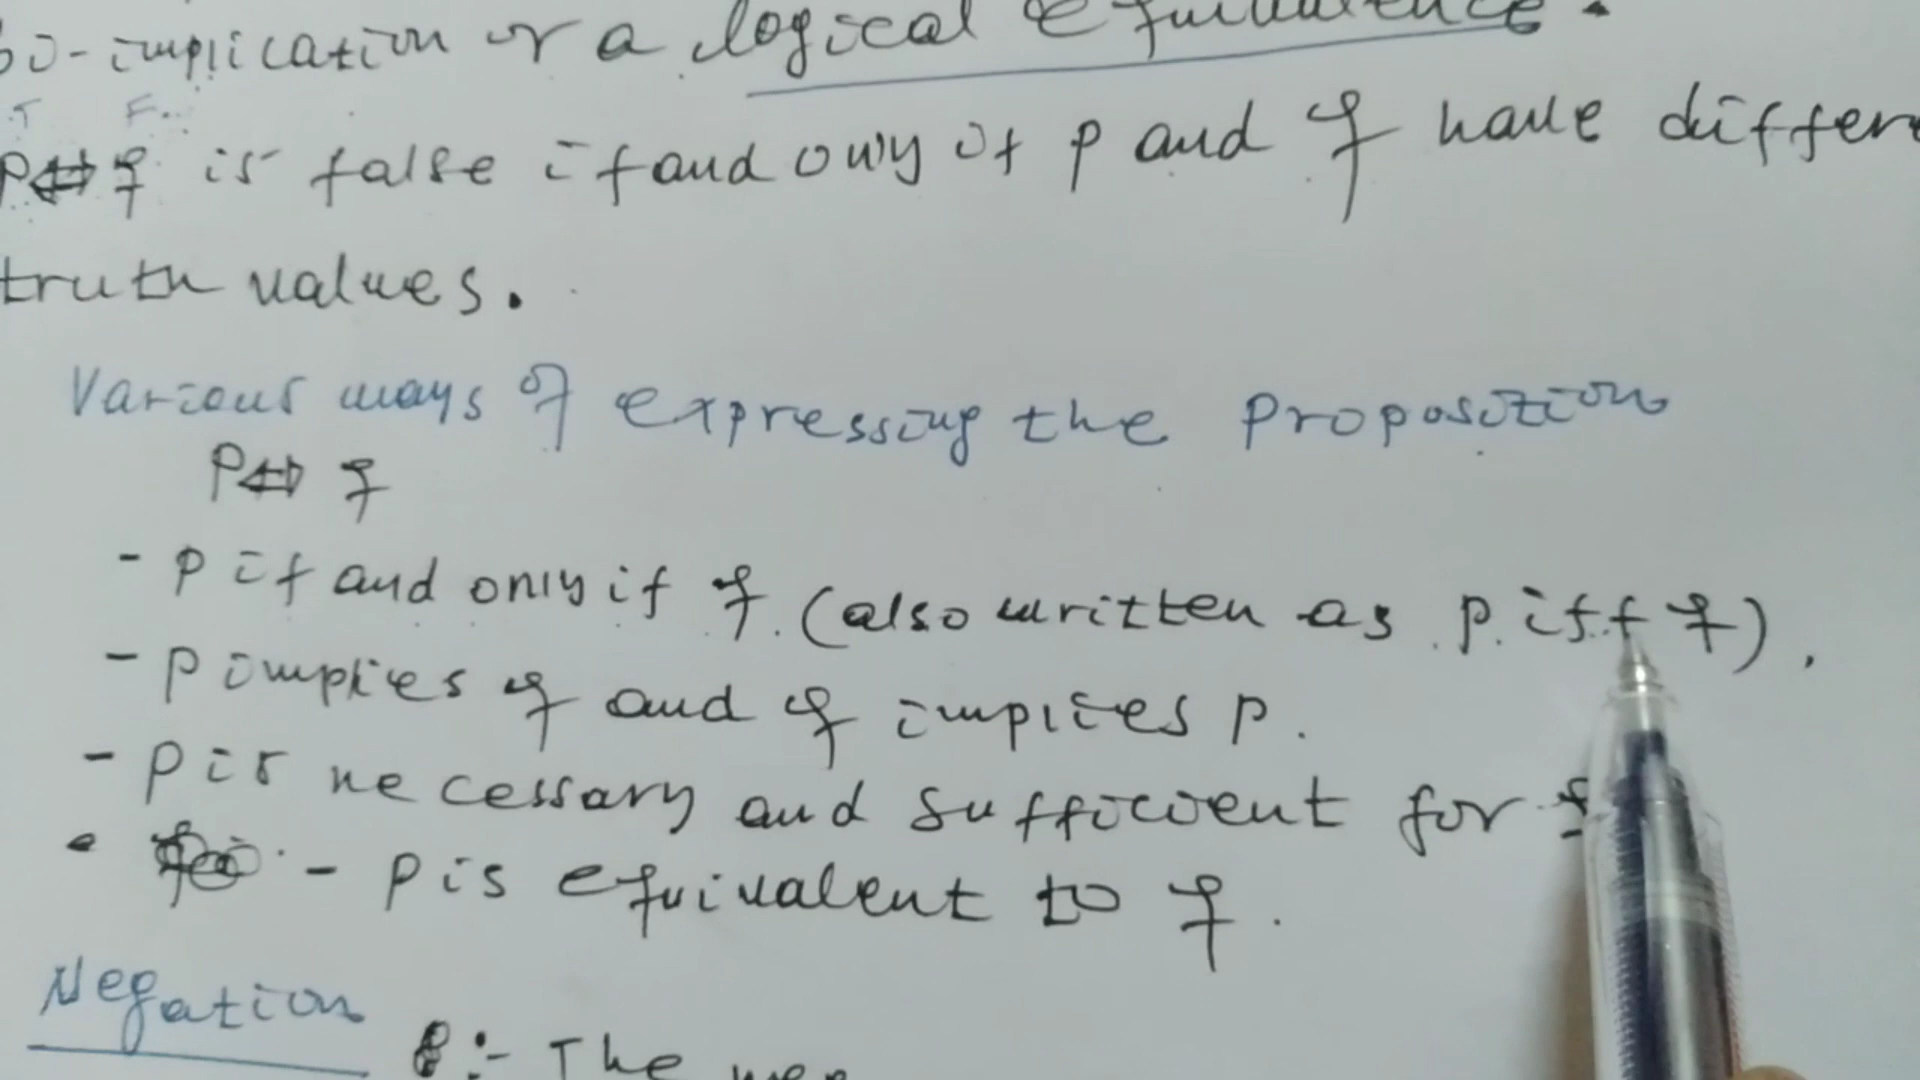 bi-implication or a logical equivalence.
T F
p⇔q is false if and only if p and q have differe
truth values.
Various ways of expressing the proposition
p⇔q
- p if and only if q. (also written as p iff q).
- p implies q and q implies p.
- p is necessary and sufficient for q
- p is equivalent to q.
Negation :- The